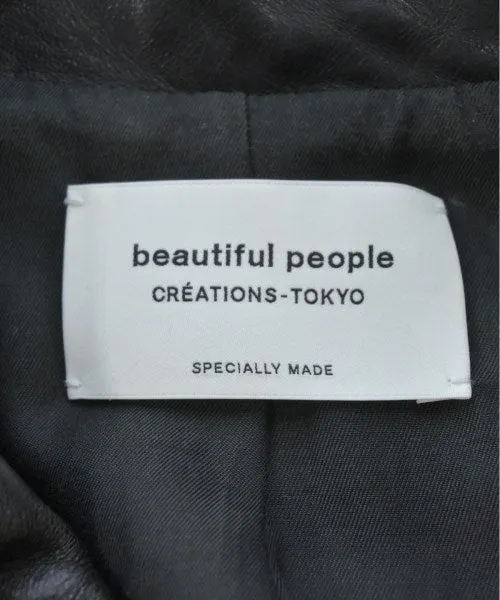 beautiful people
CRÉATIONS-TOKYO
SPECIALLY MADE